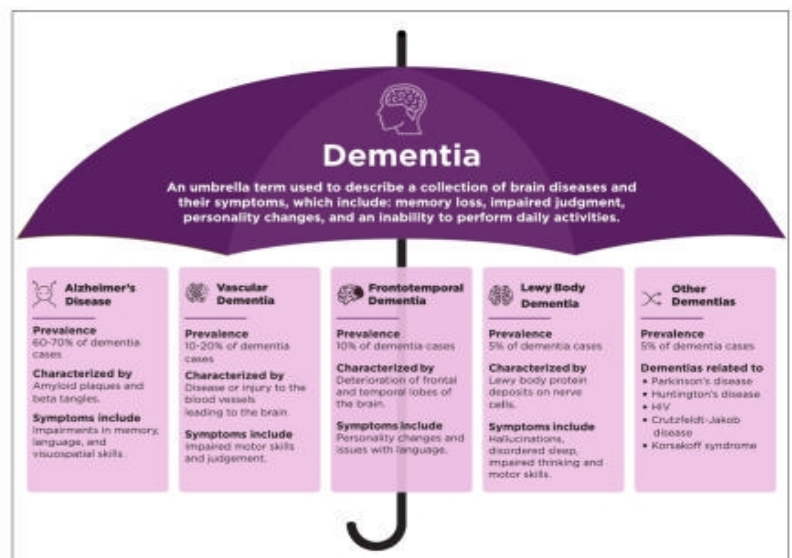 Dementia
An umbrella term used to describe a collection of brain diseases and
their symptoms, which include: memory loss, impaired judgment,
personality changes, and an inability to perform daily activities.
Alzheimer's
Disease
Prevalence
60-70% of dementia
cases
Characterized by
Amyloid plaques and
beta tangles.
Symptoms include
Impairments in memory,
language, and
visuospatial skills
Vascular
Dementia
Prevalence
10-20% of dementia
cases
Characterized by
Disease or injury to the
blood vessels
leading to the brain.
Symptoms include
Impaired motor skills
and judgement.
Frontotemporal
Dementia
Prevalence
10% of dementia cases
Characterized by
Deterioration of frontal
and temporal lobes of
the brain.
Symptoms include
Personality changes and
issues with language.
Lewy Body
Dementia
Prevalence
5% of dementia cases
Characterized by
Lewy body protein
deposits on nerve
cells.
Symptoms include
Hallucinations,
disordered sleep,
impaired thinking and
motor skills.
Other
Dementias
Prevalence
5% of dementia cases
Dementias related to
• Parkinson's disease
• Huntington's disease
• HIV
• Crutzfeldt-Jakob
disease
• Korsakoff syndrome